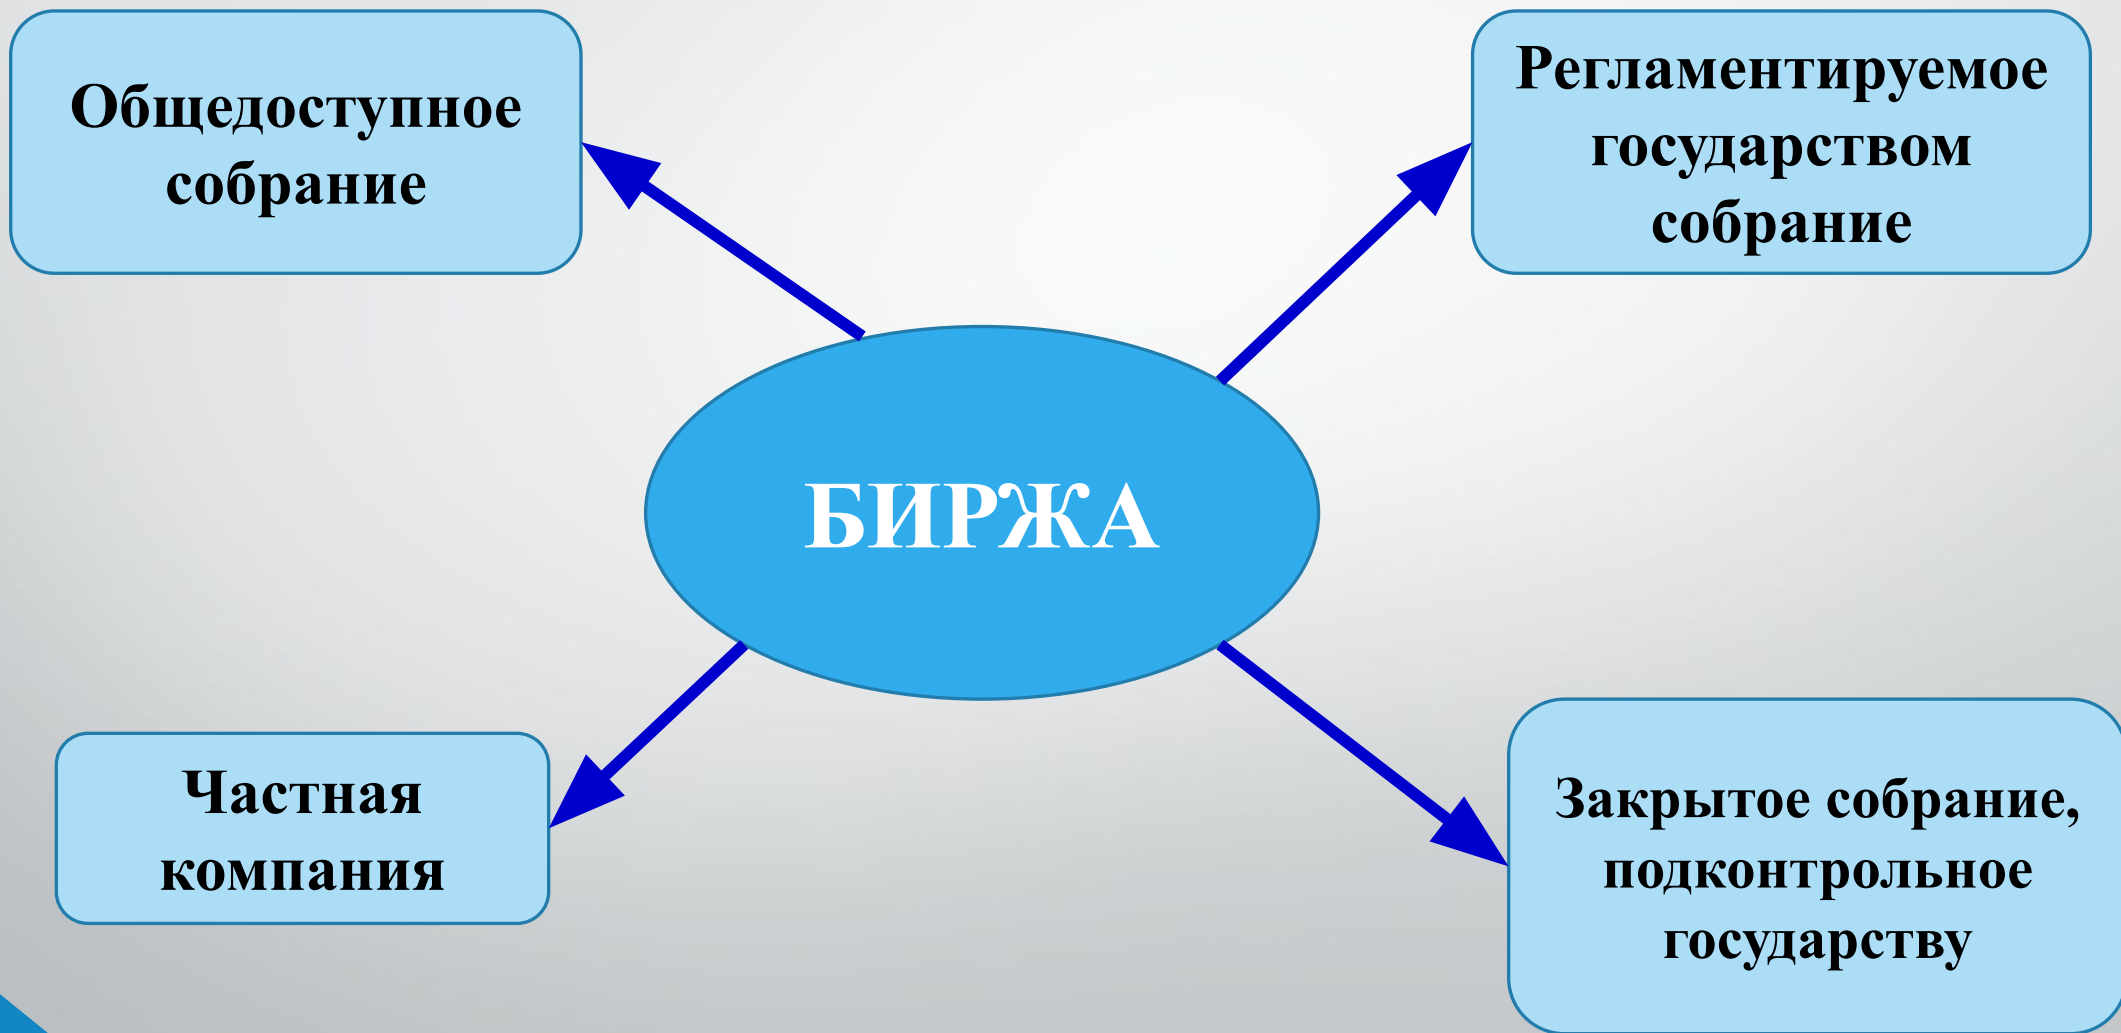 Общедоступное
собрание
Регламентируемое
государством
собрание
БИРЖА
Частная
компания
Закрытое собрание,
подконтрольное
государству